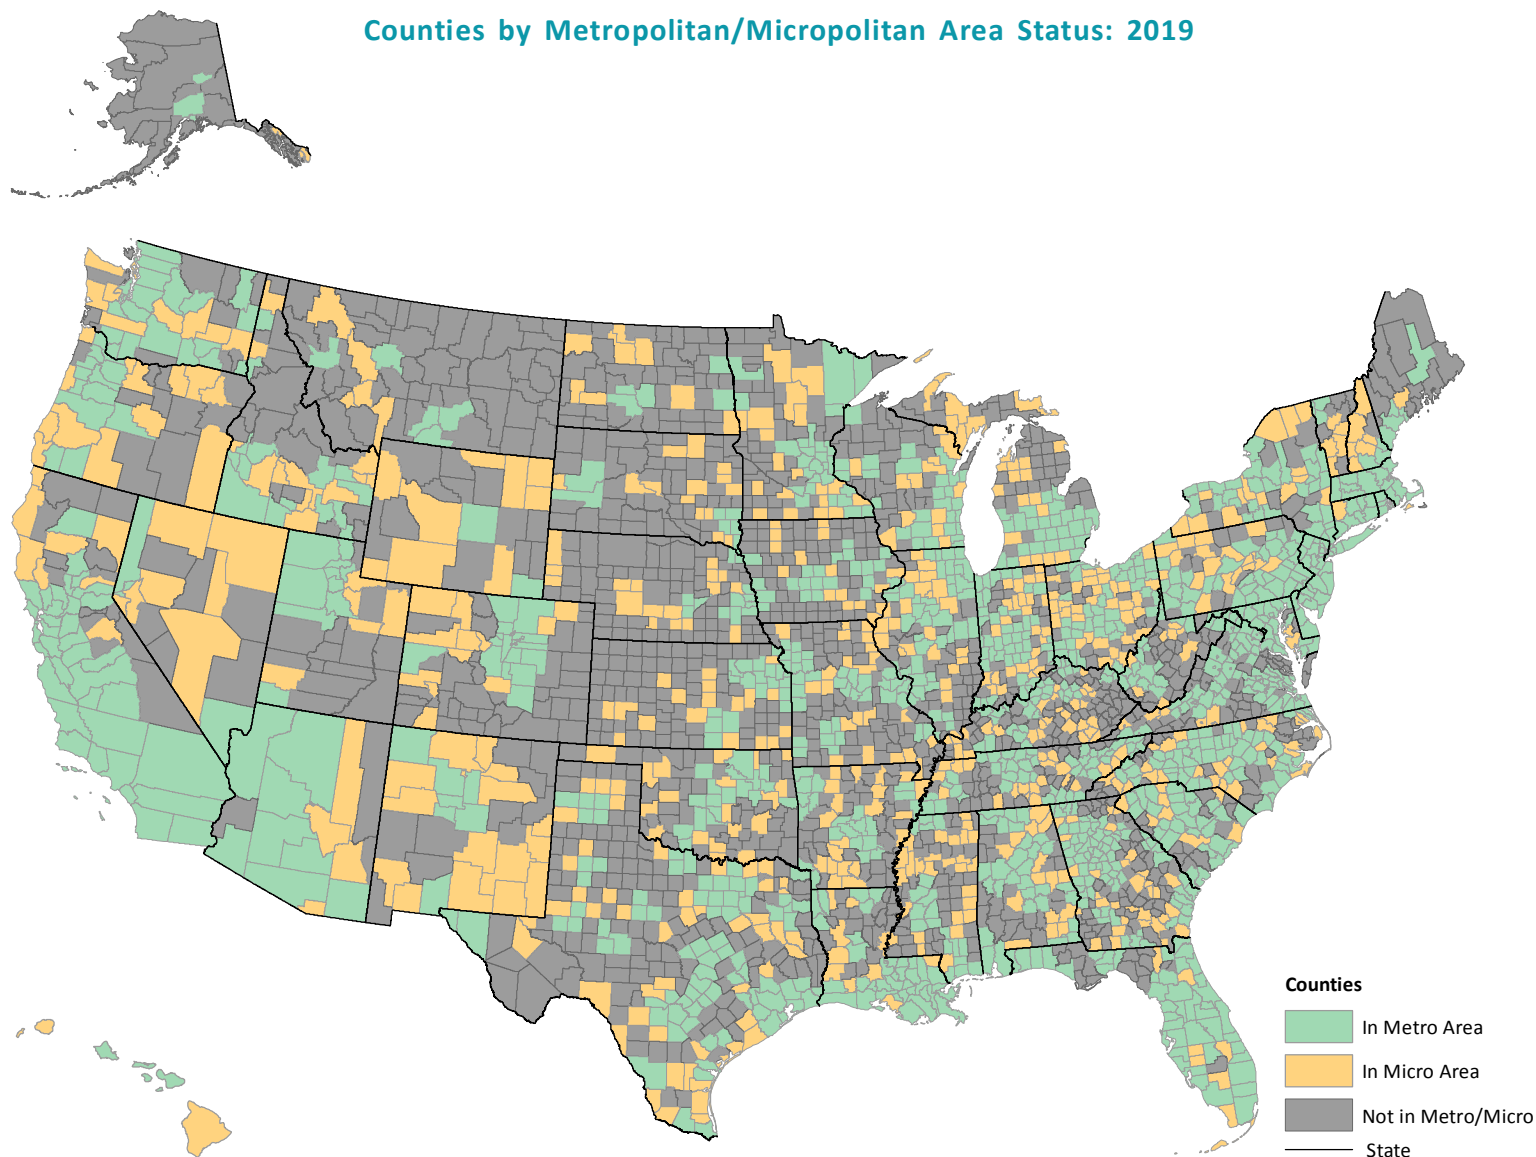 Counties by Metropolitan/Micropolitan Area Status: 2019
Counties
In Metro Area
In Micro Area
Not in Metro/Micro
State